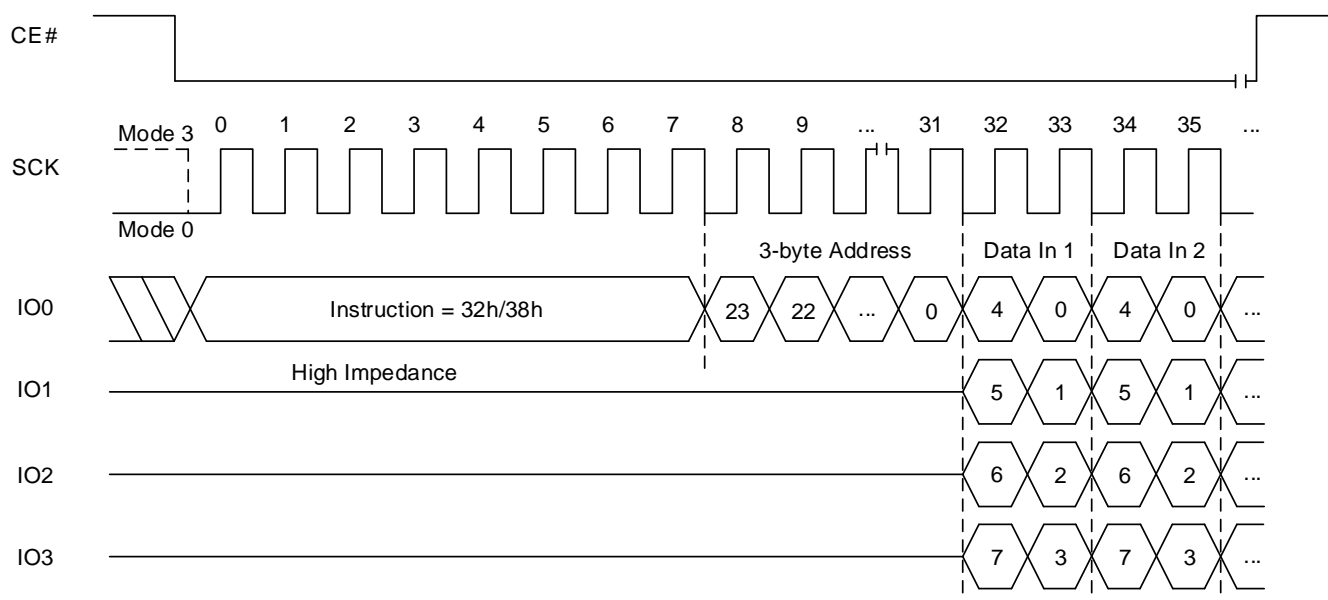 CE#
0 1 2 3 4 5 6 7 8 9 ... 31 32 33 34 35 ...
Mode 3
SCK
Mode 0
3-byte Address Data In 1 Data In 2
IO0 Instruction = 32h/38h 23 22 ... 0 4 0 4 0 ...
High Impedance
IO1 5 1 5 1 ...
IO2 6 2 6 2 ...
IO3 7 3 7 3 ...